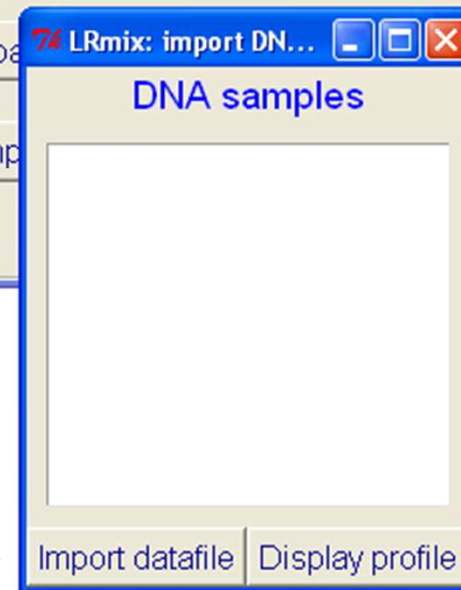 LRmix: import DN...
DNA samples
Import datafile
Display profile